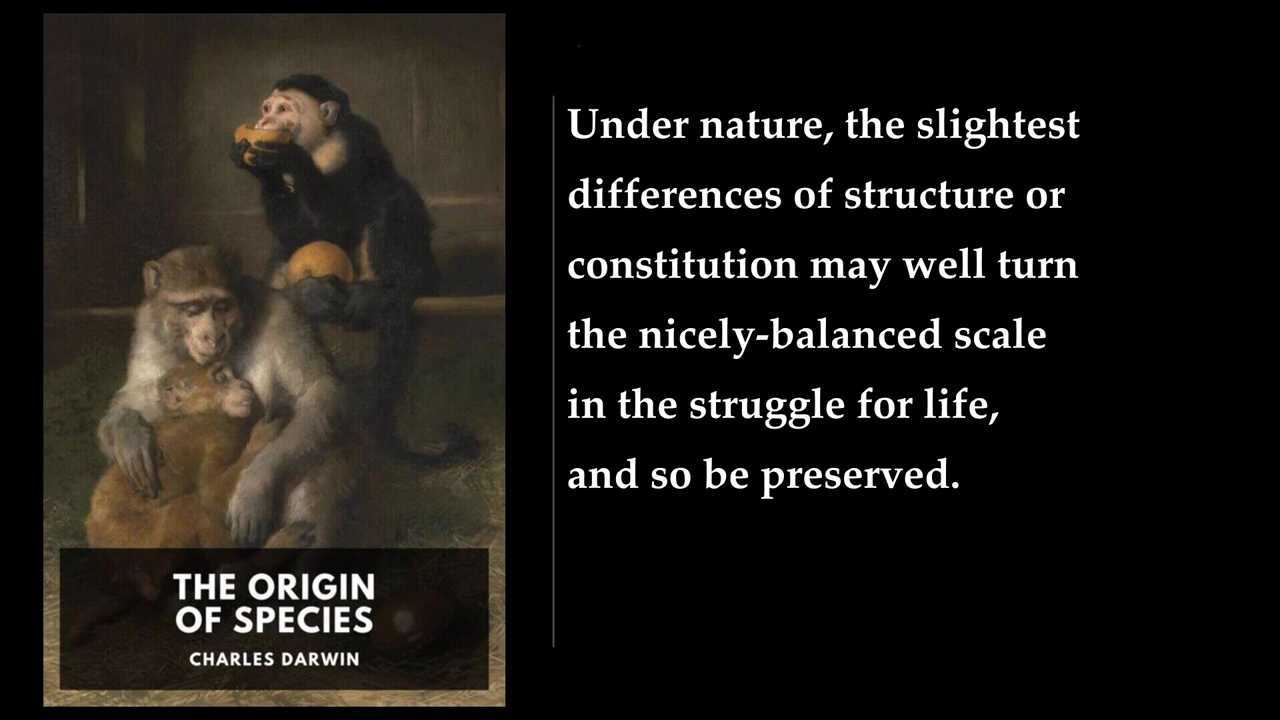 THE ORIGIN
OF SPECIES
CHARLES DARWIN
Under nature, the slightest
differences of structure or
constitution may well turn
the nicely-balanced scale
in the struggle for life,
and so be preserved.